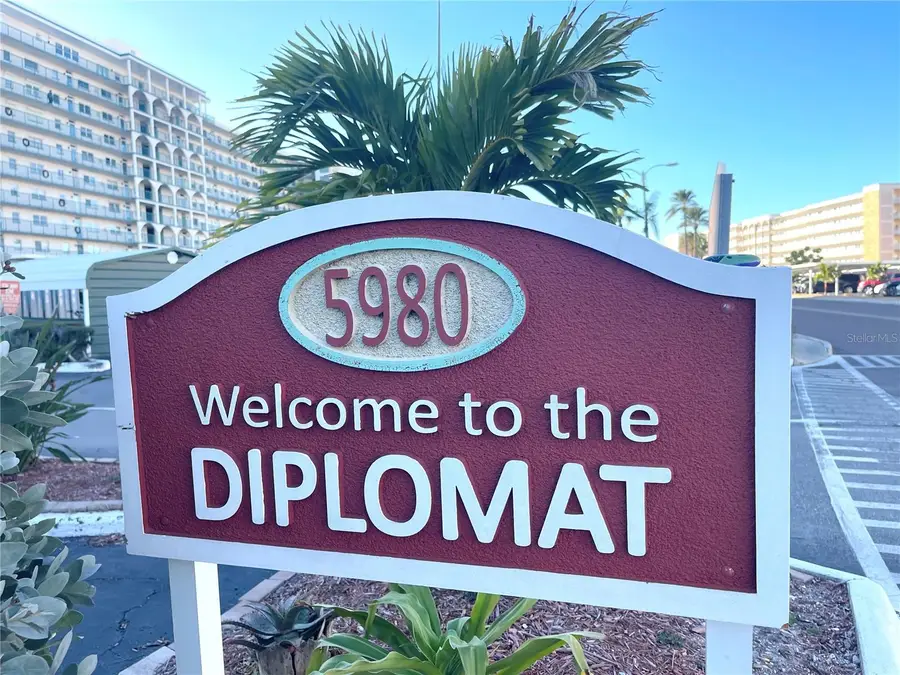 5980
Welcome to the
DIPLOMAT
Stellar MLS